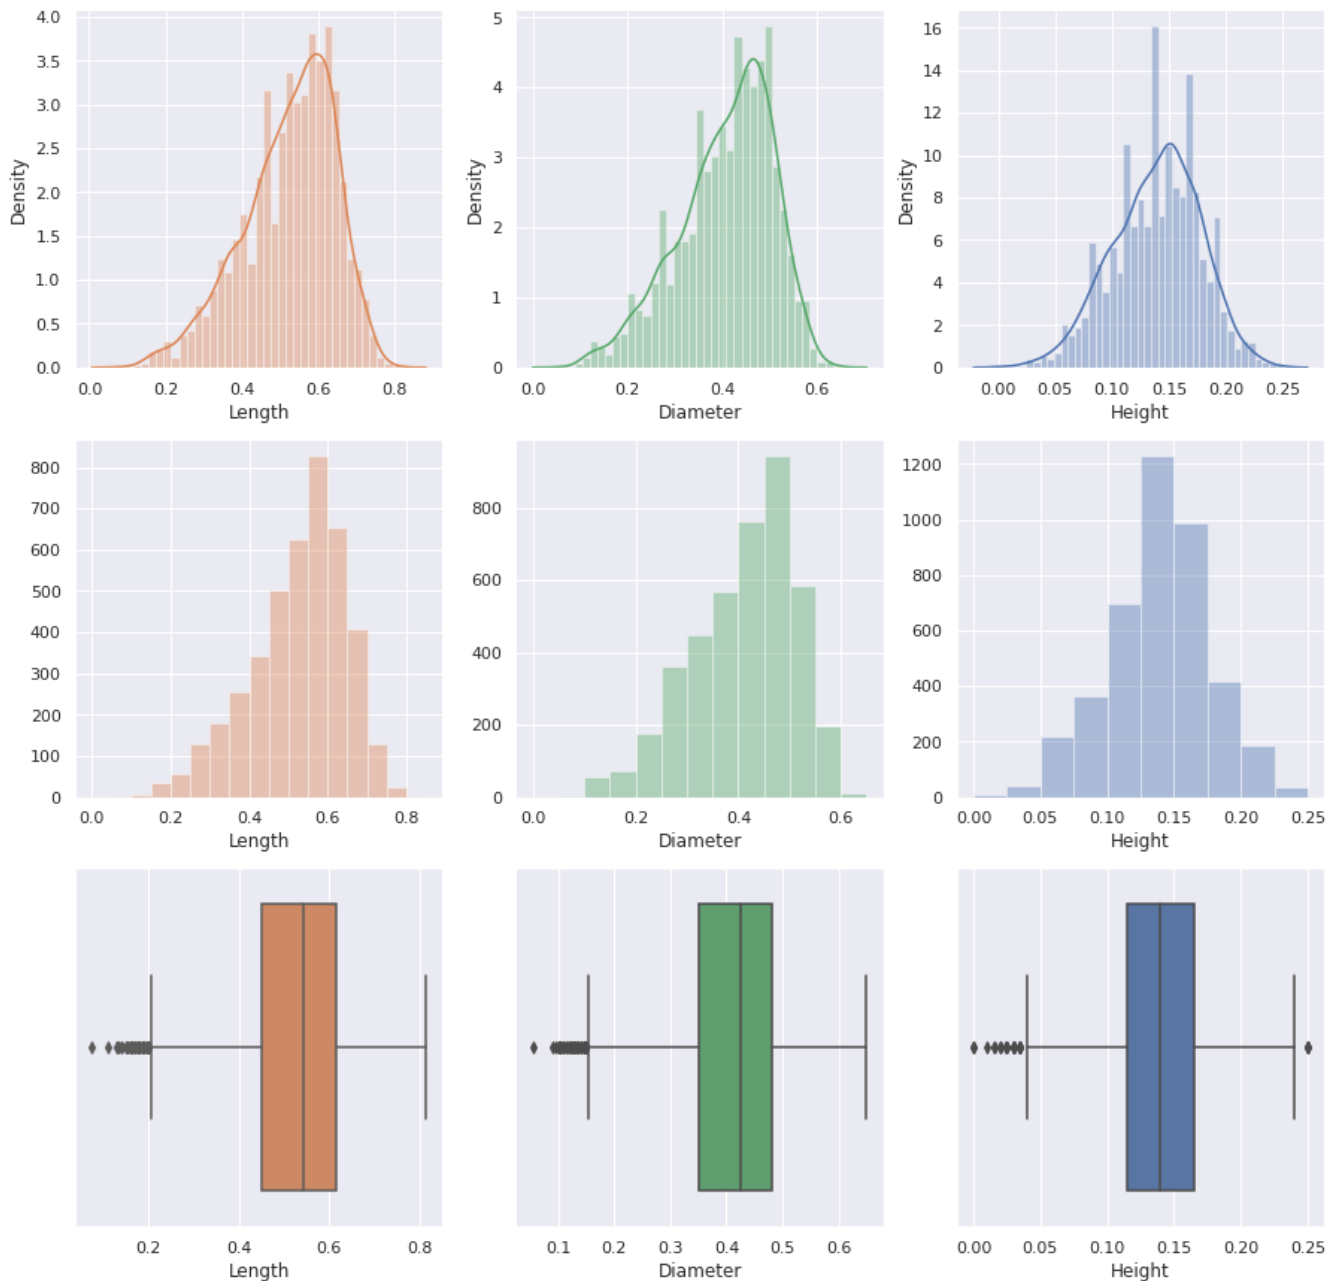 4.0
3.5
3.0
2.5
2.0
1.5
1.0
0.5
0.0
Density
0.0 0.2 0.4 0.6 0.8
Length
5
4
3
2
1
0
Density
0.0 0.2 0.4 0.6
Diameter
16
14
12
10
8
6
4
2
0
Density
0.00 0.05 0.10 0.15 0.20 0.25
Height
800
700
600
500
400
300
200
100
0
0.0 0.2 0.4 0.6 0.8
Length
800
600
400
200
0
0.0 0.2 0.4 0.6
Diameter
1200
1000
800
600
400
200
0
0.00 0.05 0.10 0.15 0.20 0.25
Height
0.2 0.4 0.6 0.8
Length
0.1 0.2 0.3 0.4 0.5 0.6
Diameter
0.00 0.05 0.10 0.15 0.20 0.25
Height